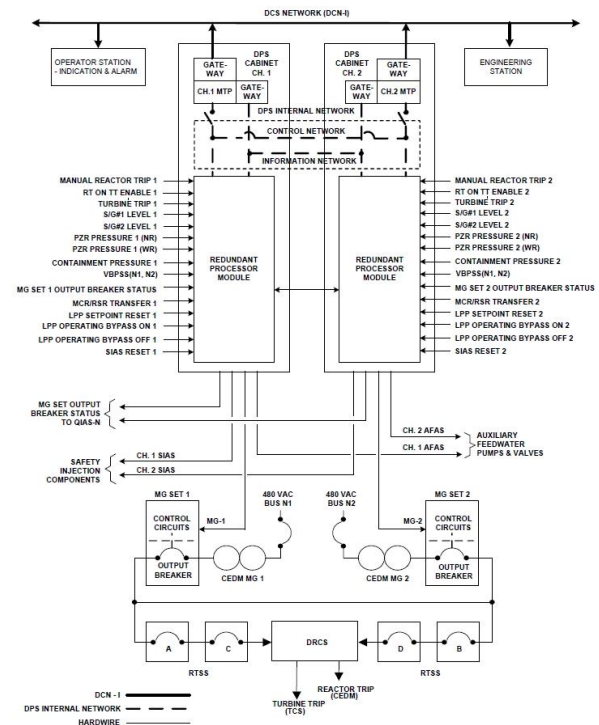 DCS NETWORK (DCN-I)
OPERATOR STATION
- INDICATION & ALARM
GATE-
WAY
DPS
CABINET
CH. 1
CH.1 MTP
GATE-
WAY
DPS
CABINET
CH. 2
GATE-
WAY
GATE-
WAY
CH.2 MTP
ENGINEERING
STATION
DPS INTERNAL NETWORK
CONTROL NETWORK
INFORMATION NETWORK
MANUAL REACTOR TRIP 1
RT ON TT ENABLE 1
TURBINE TRIP 1
S/G#1 LEVEL 1
S/G#2 LEVEL 1
PZR PRESSURE 1 (NR)
PZR PRESSURE 1 (WR)
CONTAINMENT PRESSURE 1
VBPSS(N1, N2)
MG SET 1 OUTPUT BREAKER STATUS
MCR/RSR TRANSFER 1
LPP SETPOINT RESET 1
LPP OPERATING BYPASS ON 1
LPP OPERATING BYPASS OFF 1
SIAS RESET 1
REDUNDANT
PROCESSOR
MODULE
REDUNDANT
PROCESSOR
MODULE
MANUAL REACTOR TRIP 2
RT ON TT ENABLE 2
TURBINE TRIP 2
S/G#1 LEVEL 2
S/G#2 LEVEL 2
PZR PRESSURE 2 (NR)
PZR PRESSURE 2 (WR)
CONTAINMENT PRESSURE 2
VBPSS(N1, N2)
MG SET 2 OUTPUT BREAKER STATUS
MCR/RSR TRANSFER 2
LPP SETPOINT RESET 2
LPP OPERATING BYPASS ON 2
LPP OPERATING BYPASS OFF 2
SIAS RESET 2
MG SET OUTPUT
BREAKER STATUS
TO QIAS-N
CH. 2 AFAS
CH. 1 AFAS
AUXILIARY
FEEDWATER
PUMPS & VALVES
SAFETY
INJECTION
COMPONENTS
CH. 1 SIAS
CH. 2 SIAS
MG SET 1
CONTROL
CIRCUITS
OUTPUT
BREAKER
MG-1
480 VAC
BUS N1
CEDM MG 1
480 VAC
BUS N2
CEDM MG 2
MG-2
MG SET 2
CONTROL
CIRCUITS
OUTPUT
BREAKER
A
C
RTSS
DRCS
D
B
RTSS
REACTOR TRIP
(CEDM)
TURBINE TRIP
(TCS)
DCN - I
DPS INTERNAL NETWORK
HARDWIRE